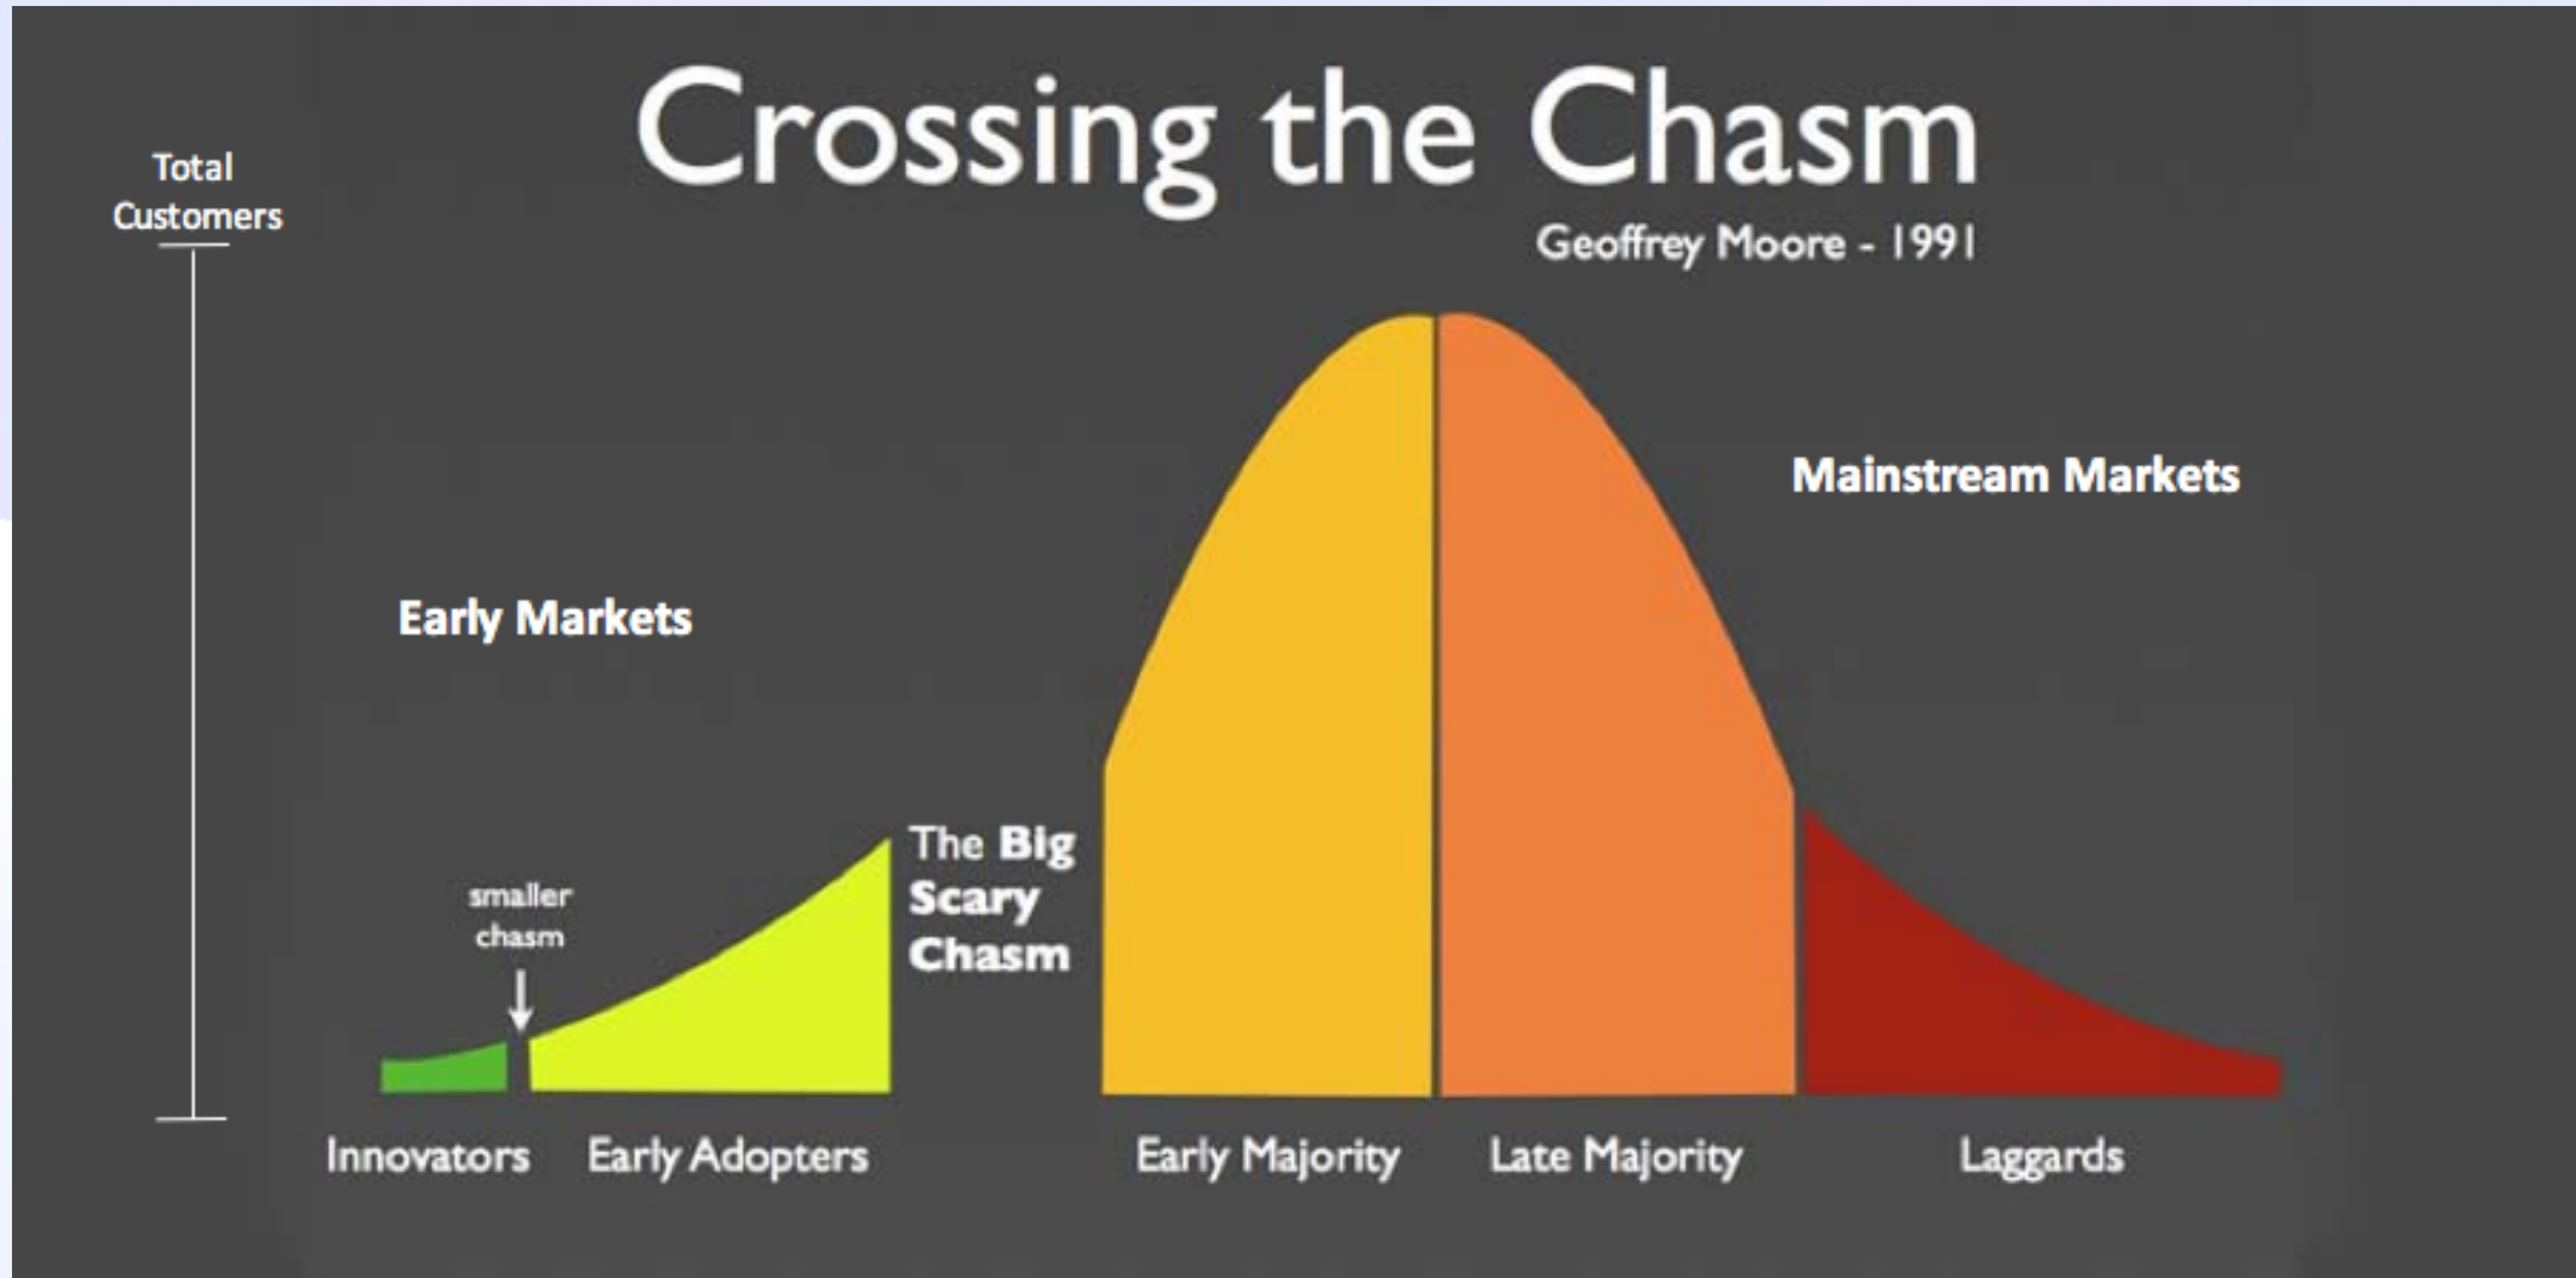 Crossing the Chasm
Geoffrey Moore - 1991
Total
Customers
Mainstream Markets
Early Markets
The Big
Scary
Chasm
smaller
chasm
Innovators
Early Adopters
Early Majority
Late Majority
Laggards